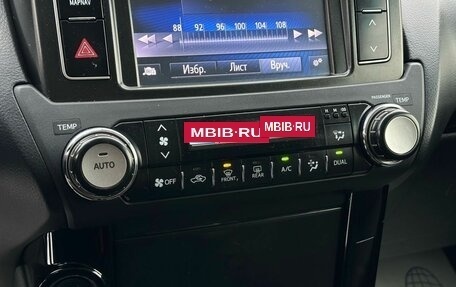 MAP NAV
88 92 96 100 104 108
Избр. Лист Вруч.
PASSENGER
TEMP
TEMP
MBIB·RU
MBIB·RU
AUTO
OFF FRONT REAR A/C DUAL